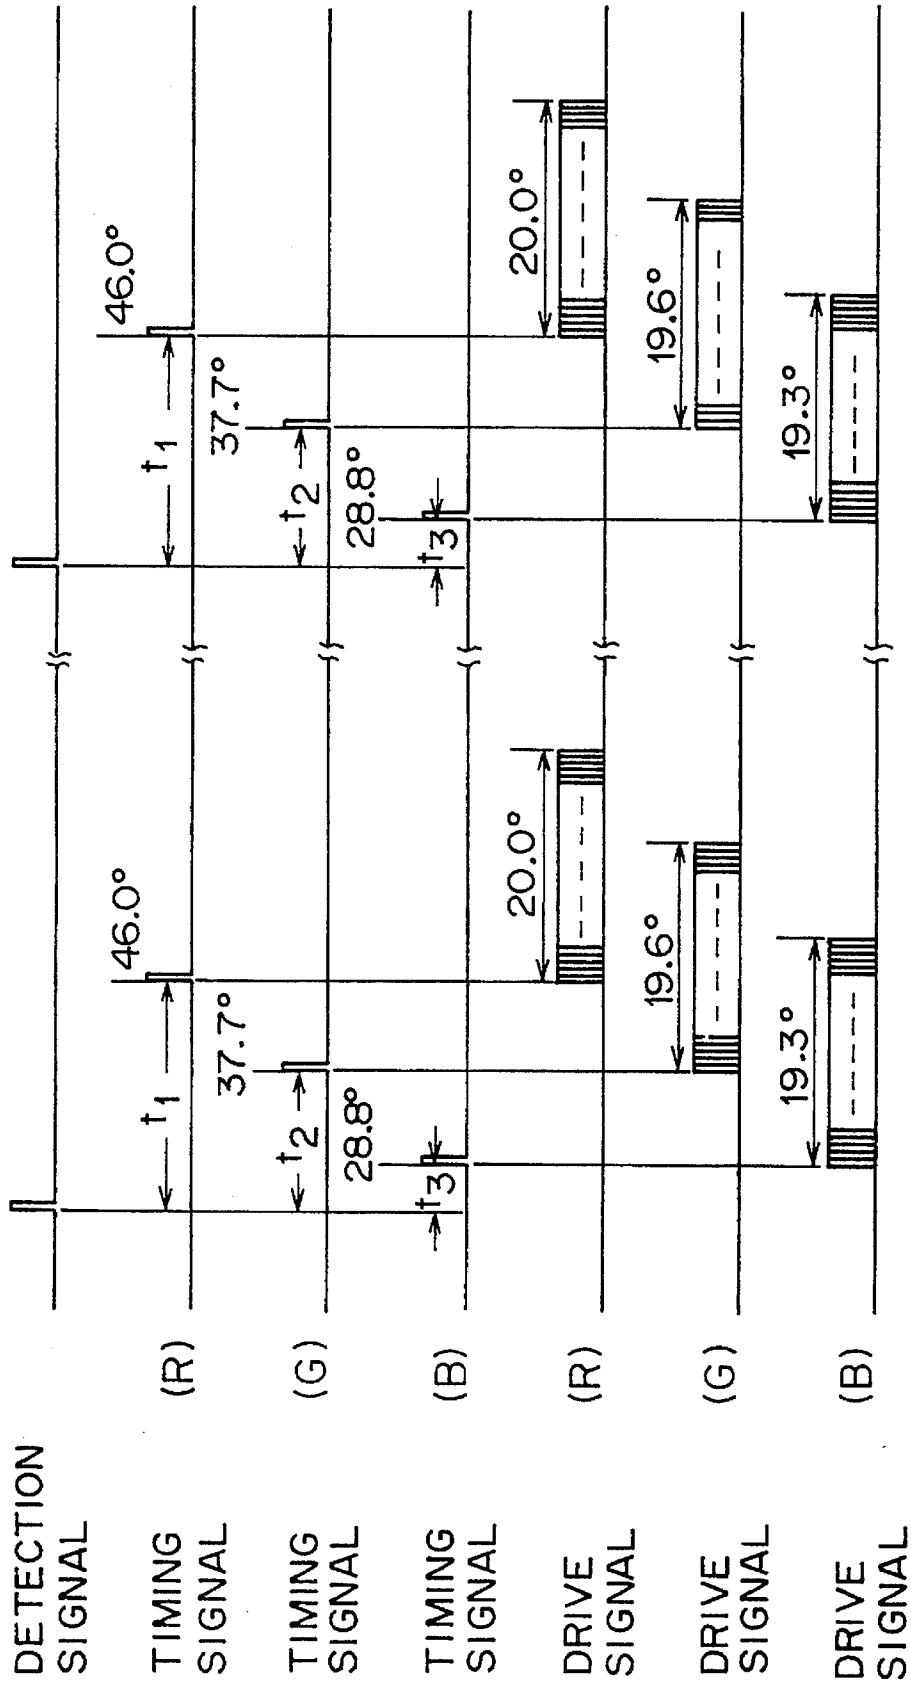 DETECTION
SIGNAL
TIMING
SIGNAL
(R)
t1
46.0°
t1
46.0°
TIMING
SIGNAL
(G)
t2
37.7°
t2
37.7°
TIMING
SIGNAL
(B)
t3
28.8°
t3
28.8°
DRIVE
SIGNAL
(R)
20.0°
20.0°
DRIVE
SIGNAL
(G)
19.6°
19.6°
DRIVE
SIGNAL
(B)
19.3°
19.3°